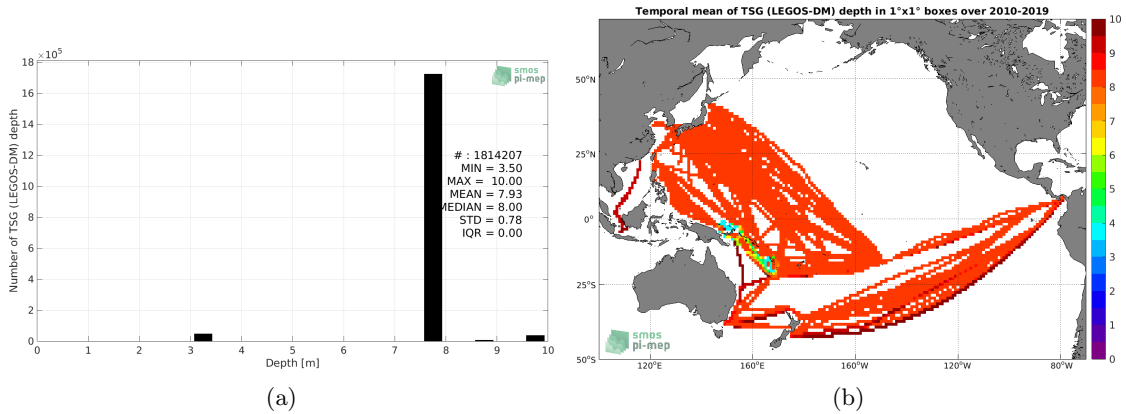 ×10⁵
18
16
14
12
10
8
6
4
2
0
Number of TSG (LEGOS-DM) depth
smos
pi-mep
# : 1814207
MIN = 3.50
MAX = 10.00
MEAN = 7.93
MEDIAN = 8.00
STD = 0.78
IQR = 0.00
0 1 2 3 4 5 6 7 8 9 10
Depth [m]
(a)
Temporal mean of TSG (LEGOS-DM) depth in 1°x1° boxes over 2010-2019
50°N
25°N
0°
25°S
50°S
120°E 160°E 160°W 120°W 80°W
smos
pi-mep
10
9
8
7
6
5
4
3
2
1
0
(b)